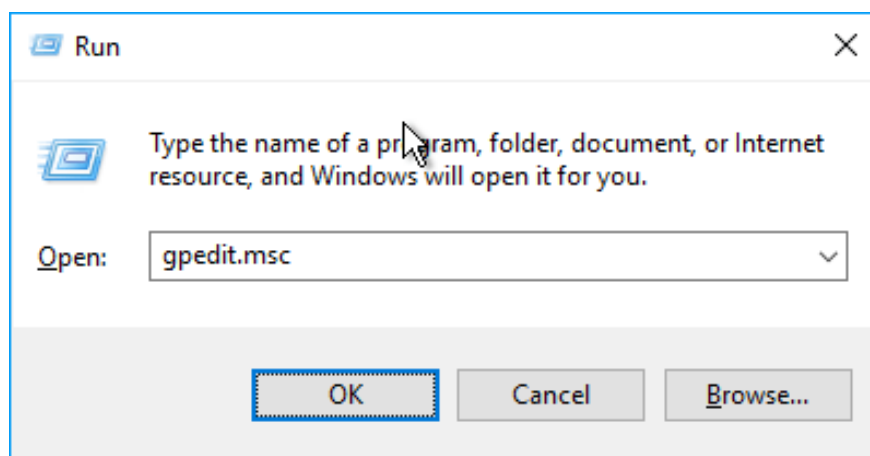 Run
Type the name of a program, folder, document, or Internet
resource, and Windows will open it for you.
Open: gpedit.msc
OK Cancel Browse...